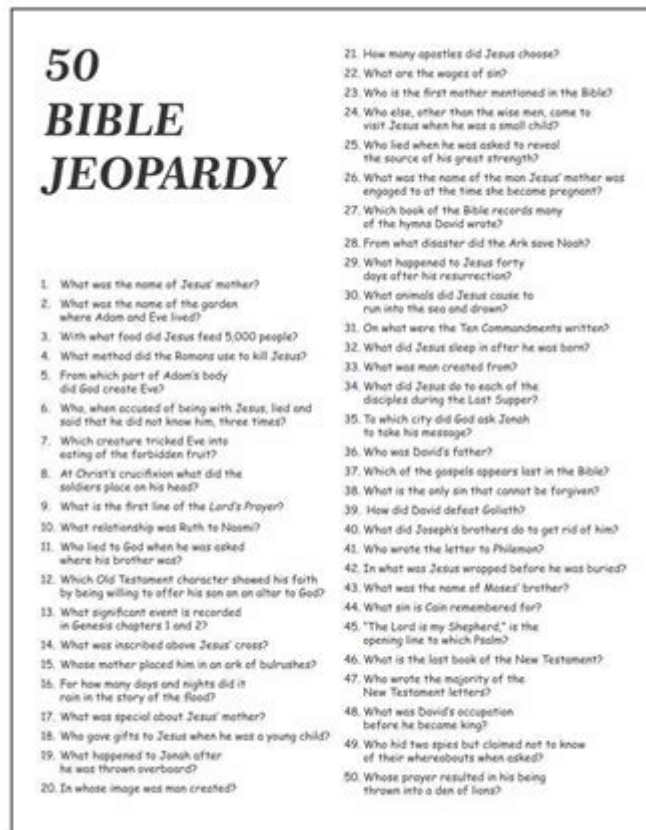 50
BIBLE
JEOPARDY
1. What was the name of Jesus' mother?
2. What was the name of the garden
where Adam and Eve lived?
3. With what food did Jesus feed 5,000 people?
4. What method did the Romans use to kill Jesus?
5. From which part of Adam's body
did God create Eve?
6. Who, when accused of being with Jesus, lied and
said that he did not know him, three times?
7. Which creature tricked Eve into
eating of the forbidden fruit?
8. At Christ's crucifixion what did the
soldiers place on his head?
9. What is the first line of the Lord's Prayer?
10. What relationship was Ruth to Naomi?
11. Who lied to God when he was asked
where his brother was?
12. Which Old Testament character showed his faith
by being willing to offer his son on an altar to God?
13. What significant event is recorded
in Genesis chapters 1 and 2?
14. What was inscribed above Jesus' cross?
15. Whose mother placed him in an ark of bulrushes?
16. For how many days and nights did it
rain in the story of the flood?
17. What was special about Jesus' mother?
18. Who gave gifts to Jesus when he was a young child?
19. What happened to Jonah after
he was thrown overboard?
20. In whose image was man created?
21. How many apostles did Jesus choose?
22. What are the wages of sin?
23. Who is the first mother mentioned in the Bible?
24. Who else, other than the wise men, came to
visit Jesus when he was a small child?
25. Who lied when he was asked to reveal
the source of his great strength?
26. What was the name of the man Jesus' mother was
engaged to at the time she became pregnant?
27. Which book of the Bible records many
of the hymns David wrote?
28. From what disaster did the Ark save Noah?
29. What happened to Jesus forty
days after his resurrection?
30. What animals did Jesus cause to
run into the sea and drown?
31. On what were the Ten Commandments written?
32. What did Jesus sleep in after he was born?
33. What was man created from?
34. What did Jesus do to each of the
disciples during the Last Supper?
35. To which city did God ask Jonah
to take his message?
36. Who was David's father?
37. Which of the gospels appears last in the Bible?
38. What is the only sin that cannot be forgiven?
39. How did David defeat Goliath?
40. What did Joseph's brothers do to get rid of him?
41. Who wrote the letter to Philemon?
42. In what was Jesus wrapped before he was buried?
43. What was the name of Moses' brother?
44. What sin is Cain remembered for?
45. "The Lord is my Shepherd," is the
opening line to which Psalm?
46. What is the last book of the New Testament?
47. Who wrote the majority of the
New Testament letters?
48. What was David's occupation
before he became king?
49. Who hid two spies but claimed not to know
of their whereabouts when asked?
50. Whose prayer resulted in his being
thrown into a den of lions?